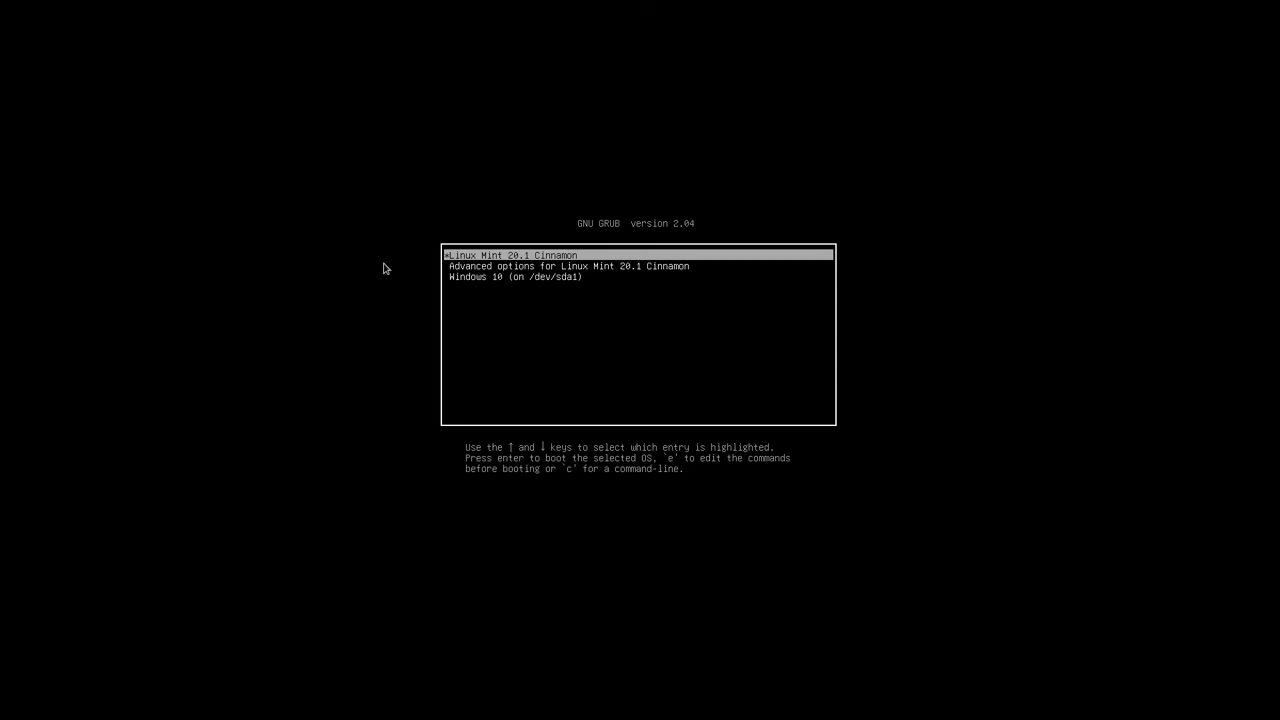 GNU GRUB  version 2.04
*Linux Mint 20.1 Cinnamon
Advanced options for Linux Mint 20.1 Cinnamon
Windows 10 (on /dev/sda1)
Use the ↑ and ↓ keys to select which entry is highlighted.
Press enter to boot the selected OS, `e' to edit the commands
before booting or `c' for a command-line.